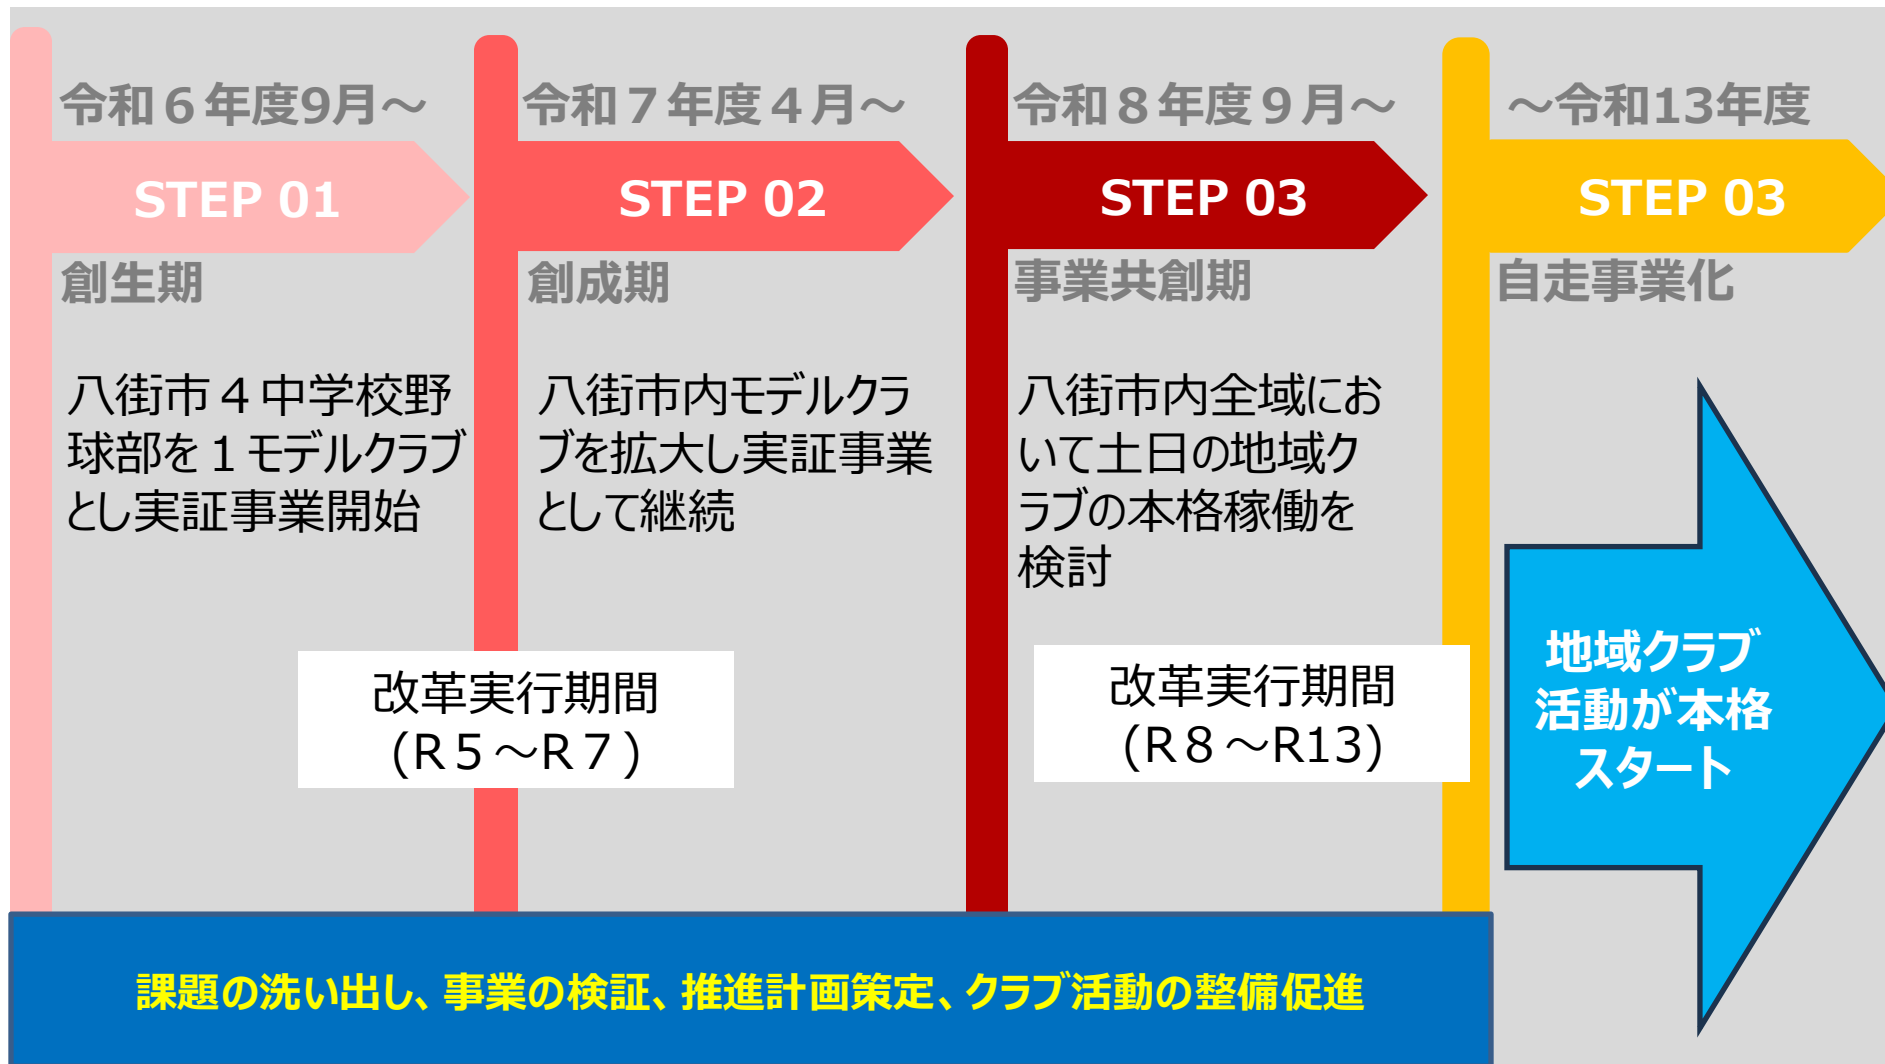 令和６年度9月～
STEP 01
創生期
八街市４中学校野
球部を１モデルクラブ
とし実証事業開始
令和７年度４月～
STEP 02
創成期
八街市内モデルクラ
ブを拡大し実証事業
として継続
改革実行期間
(R５～R７)
令和８年度９月～
STEP 03
事業共創期
八街市内全域にお
いて土日の地域ク
ラブの本格稼働を
検討
改革実行期間
(R８～R13)
～令和13年度
STEP 03
自走事業化
地域クラブ
活動が本格
スタート
課題の洗い出し、事業の検証、推進計画策定、クラブ活動の整備促進